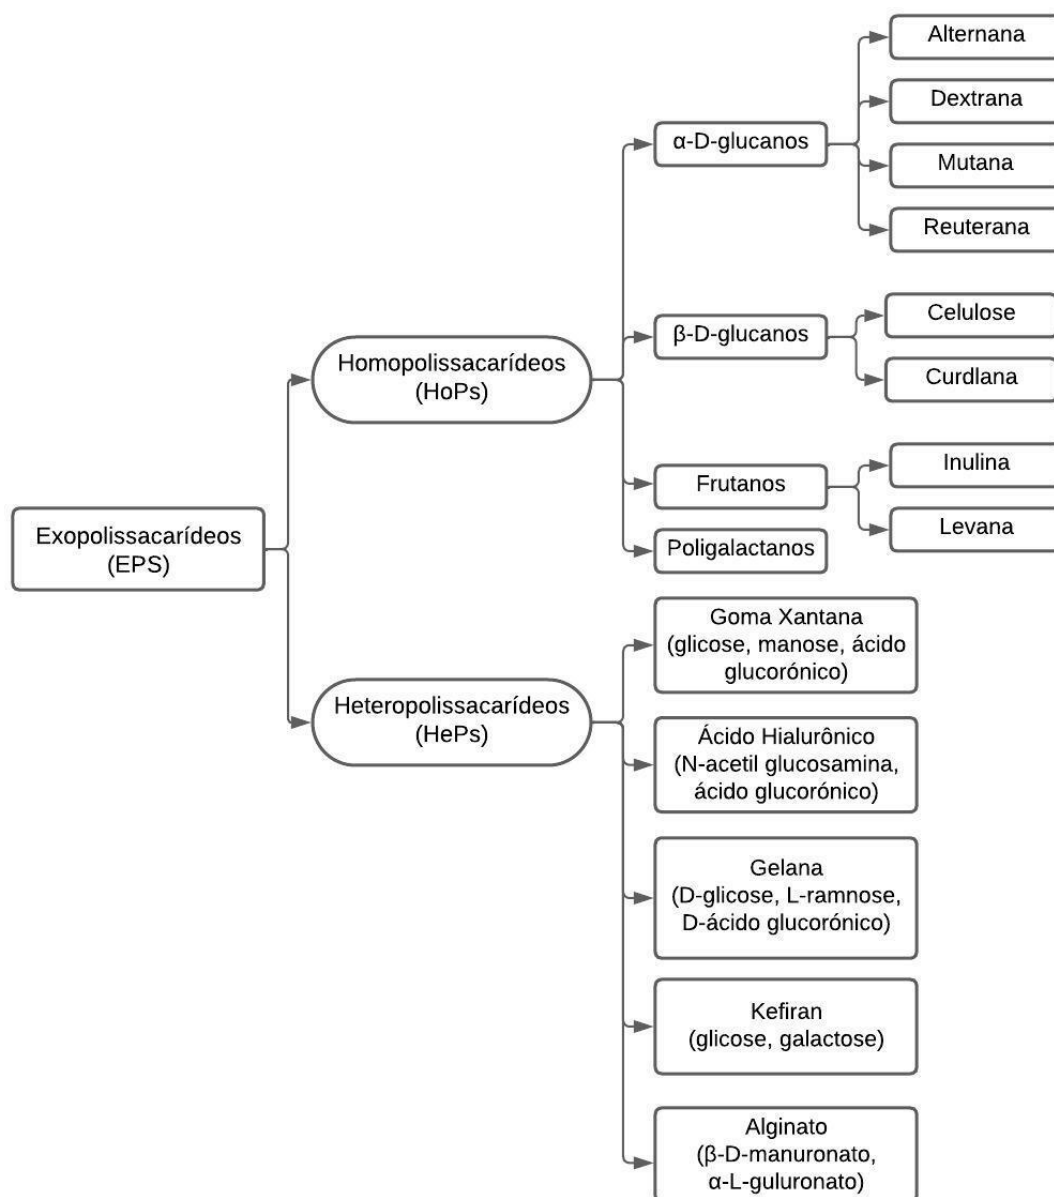 Exopolissacarídeos
(EPS)
Homopolissacarídeos
(HoPs)
α-D-glucanos
Alternana
Dextrana
Mutana
Reuterana
β-D-glucanos
Celulose
Curdlana
Frutanos
Inulina
Levana
Poligalactanos
Heteropolissacarídeos
(HePs)
Goma Xantana
(glicose, manose, ácido
glucorónico)
Ácido Hialurônico
(N-acetil glucosamina,
ácido glucorónico)
Gelana
(D-glicose, L-ramnose,
D-ácido glucorónico)
Kefiran
(glicose, galactose)
Alginato
(β-D-manuronato,
α-L-guluronato)